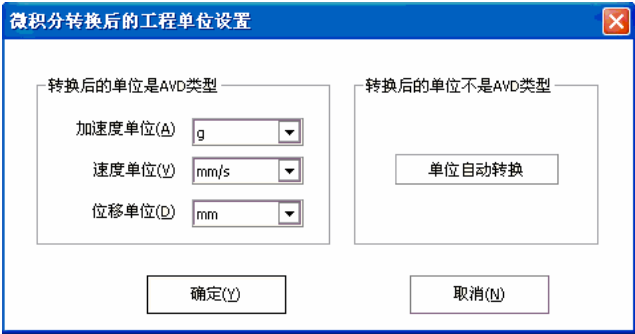 微积分转换后的工程单位设置
转换后的单位是AVD类型
加速度单位(A)
g
速度单位(V)
mm/s
位移单位(D)
mm
转换后的单位不是AVD类型
单位自动转换
确定(Y)
取消(N)